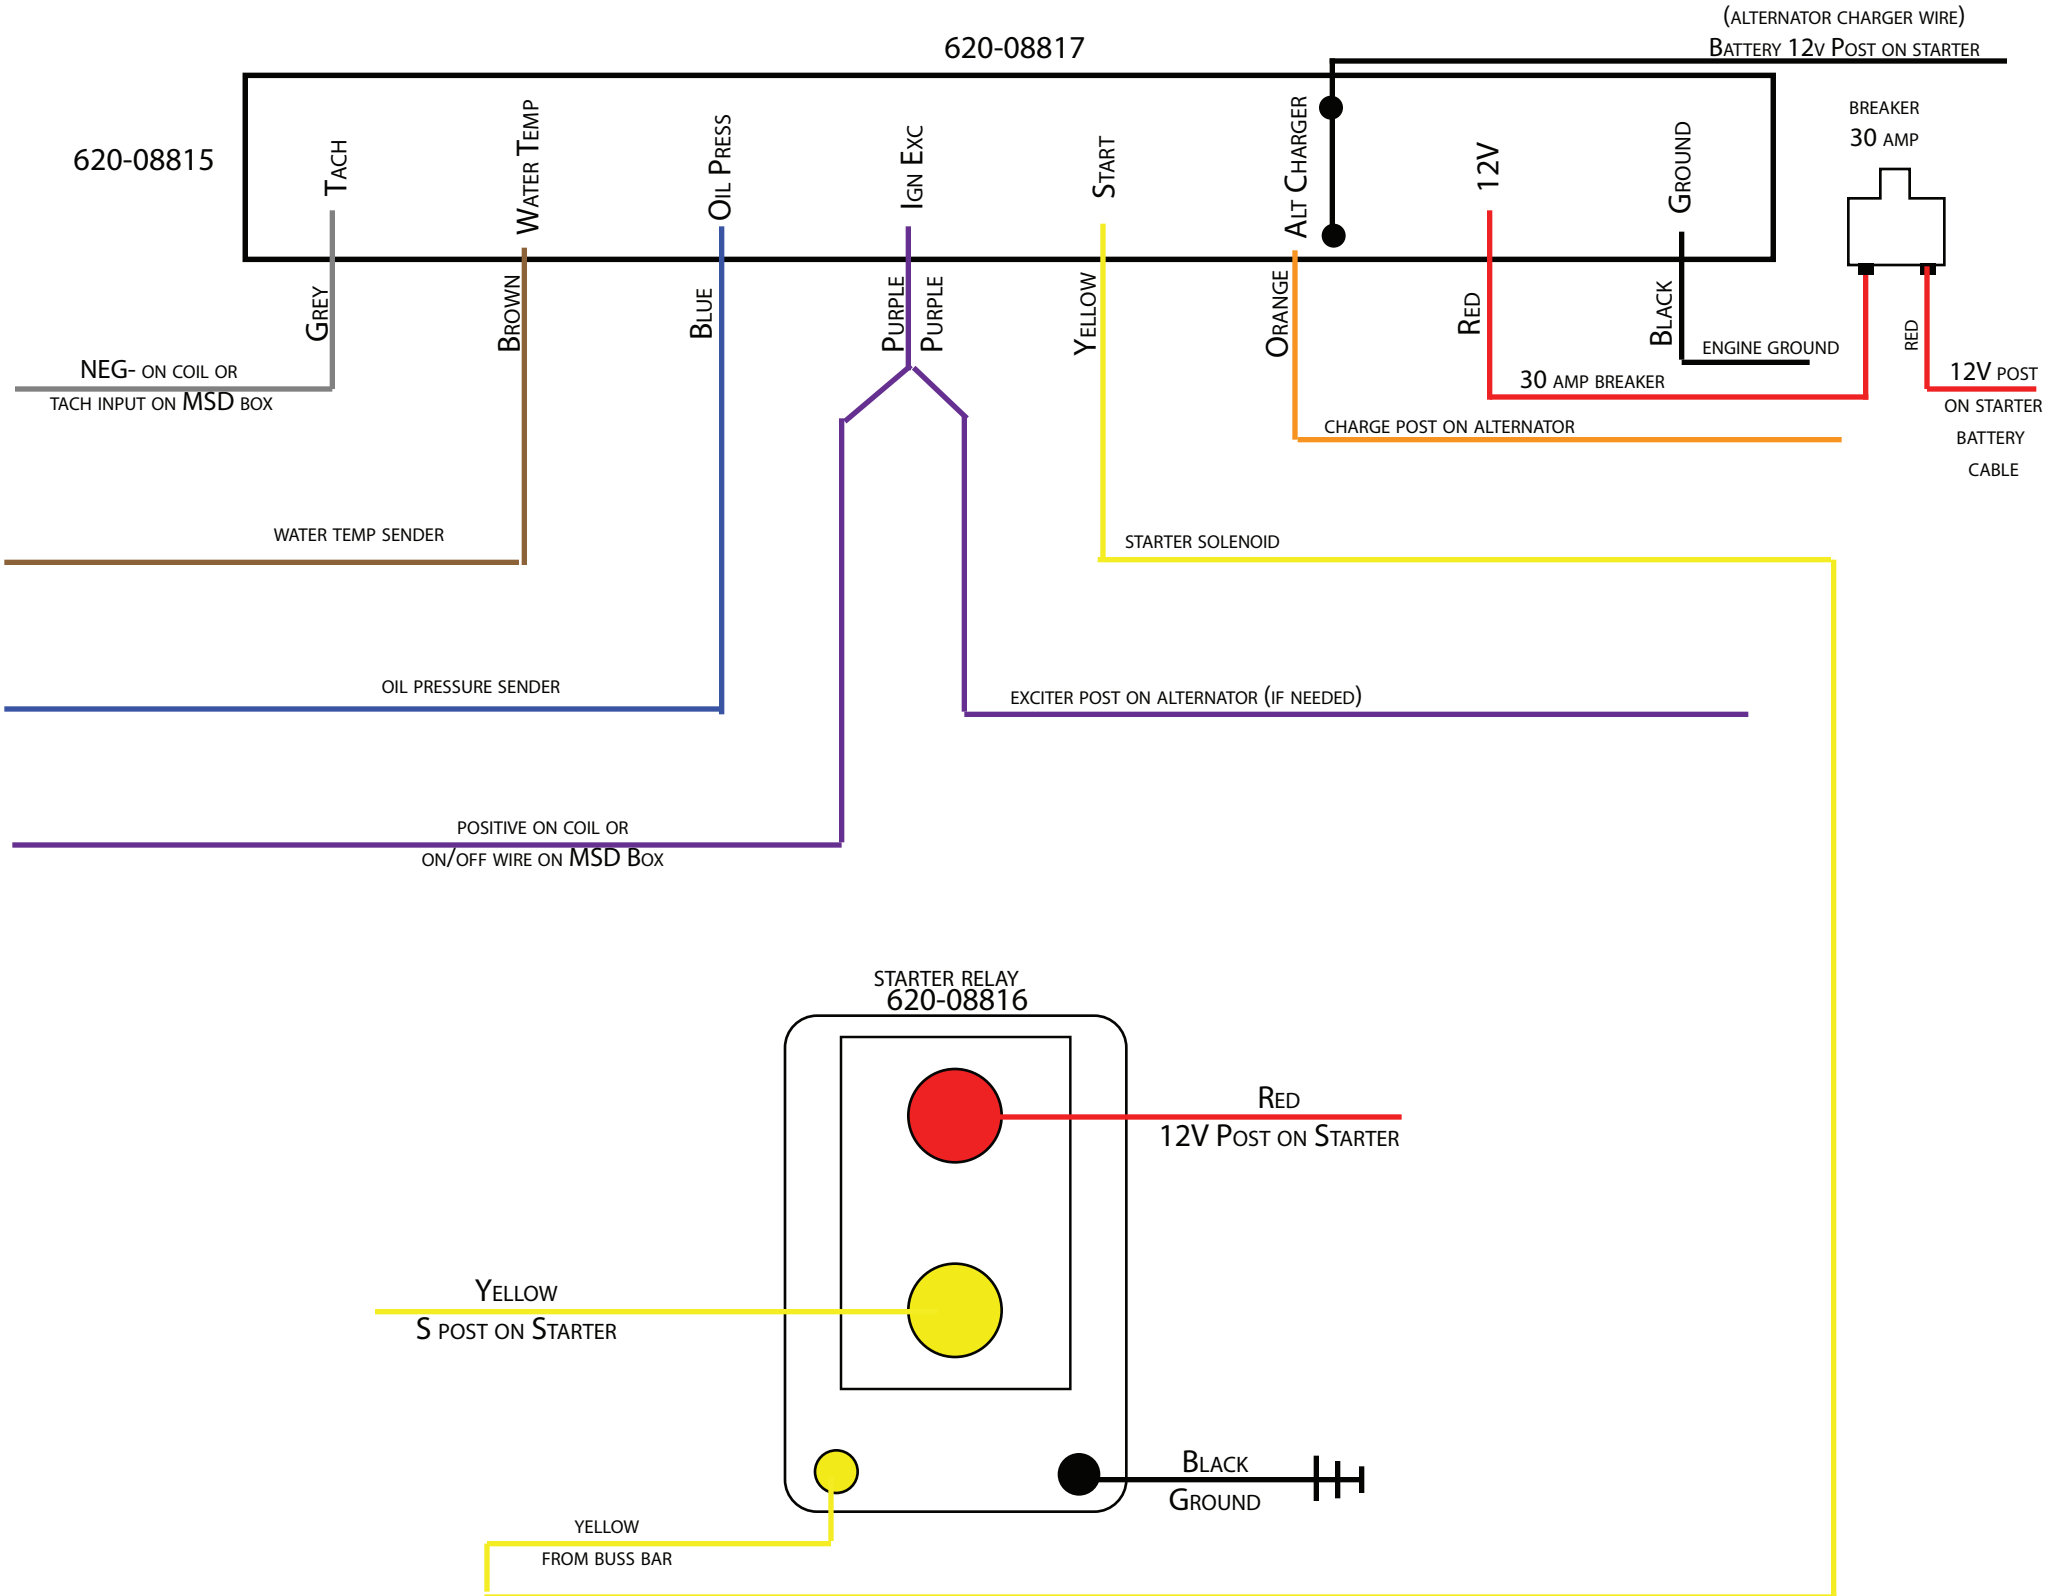 (Alternator charger wire)
Battery 12v Post on starter
620-08817
620-08815
breaker
30 amp
Tach
Water Temp
Oil Press
Ign Exc
Start
Alt Charger
12V
Ground
Grey
Brown
Blue
Purple
Purple
Yellow
Orange
Red
Black
red
engine ground
NEG- on coil or
tach input on MSD box
30 amp breaker
12V post
on starter
battery
cable
charge post on alternator
water temp sender
starter solenoid
oil pressure sender
exciter post on alternator (if needed)
positive on coil or
on/off wire on MSD Box
starter relay
620-08816
Red
12V Post on Starter
Yellow
S post on Starter
Black
Ground
yellow
from buss bar